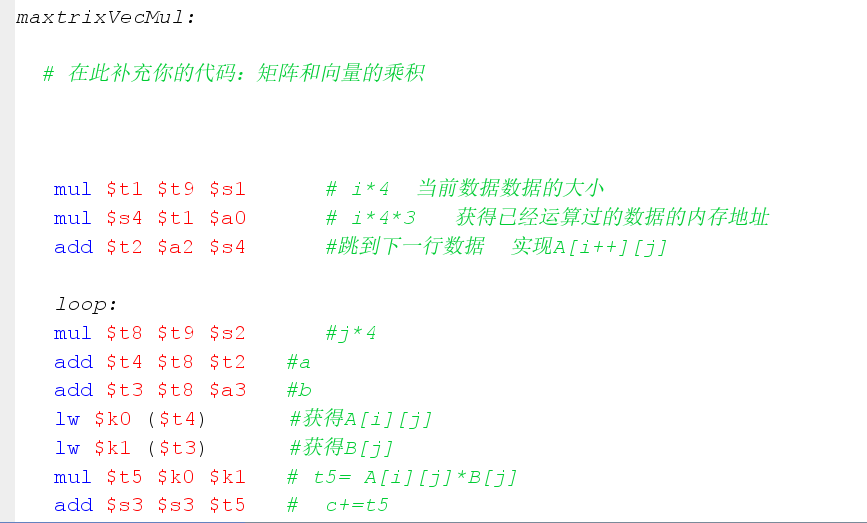 maxtrixVecMul:
# 在此补充你的代码：矩阵和向量的乘积
mul $t1 $t9 $s1 # i*4 当前数据数据的大小
mul $s4 $t1 $a0 # i*4*3 获得已经运算过的数据的内存地址
add $t2 $a2 $s4 #跳到下一行数据 实现A[i++][j]
loop:
mul $t8 $t9 $s2 #j*4
add $t4 $t8 $t2 #a
add $t3 $t8 $a3 #b
lw $k0 ($t4) #获得A[i][j]
lw $k1 ($t3) #获得B[j]
mul $t5 $k0 $k1 # t5= A[i][j]*B[j]
add $s3 $s3 $t5 # c+=t5